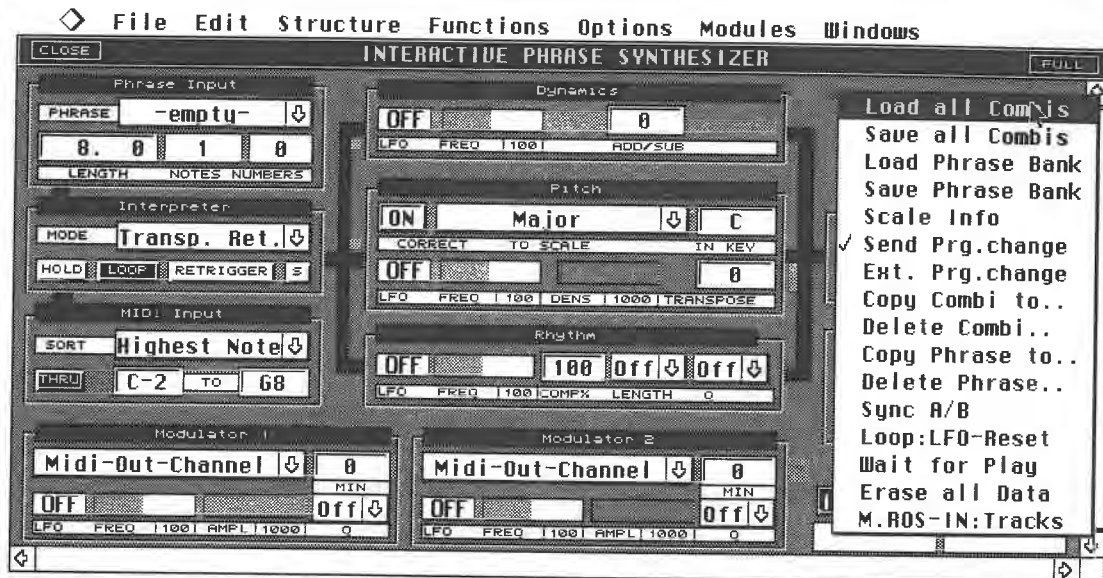 File Edit Structure Functions Options Modules Windows
CLOSE INTERACTIVE PHRASE SYNTHESIZER FULL
Phrase Input
PHRASE -empty-
8. 0 1 0
LENGTH NOTES NUMBERS
Interpreter
MODE Transp. Ret.
HOLD LOOP RETRIGGER S
MIDI Input
SORT Highest Note
THRU C-2 TO G8
Dynamics
OFF 0
LFO FREQ |100| ADD/SUB
Pitch
ON Major C
CORRECT TO SCALE IN KEY
OFF 0
LFO FREQ |100| DENS |1000|TRANSPOSE
Rhythm
OFF 100 Off Off
LFO FREQ |100|COMPX LENGTH Q
Modulator 1
Midi-Out-Channel 0
MIN
OFF Off
LFO FREQ |100| AMPL|1000| Q
Modulator 2
Midi-Out-Channel 0
MIN
OFF Off
LFO FREQ |100| AMPL|1000| Q
Load all Combis
Save all Combis
Load Phrase Bank
Save Phrase Bank
Scale Info
✓ Send Prg.change
Ext. Prg.change
Copy Combi to..
Delete Combi..
Copy Phrase to..
Delete Phrase..
Sync A/B
Loop:LFO-Reset
Wait for Play
Erase all Data
M.ROS-IN:Tracks